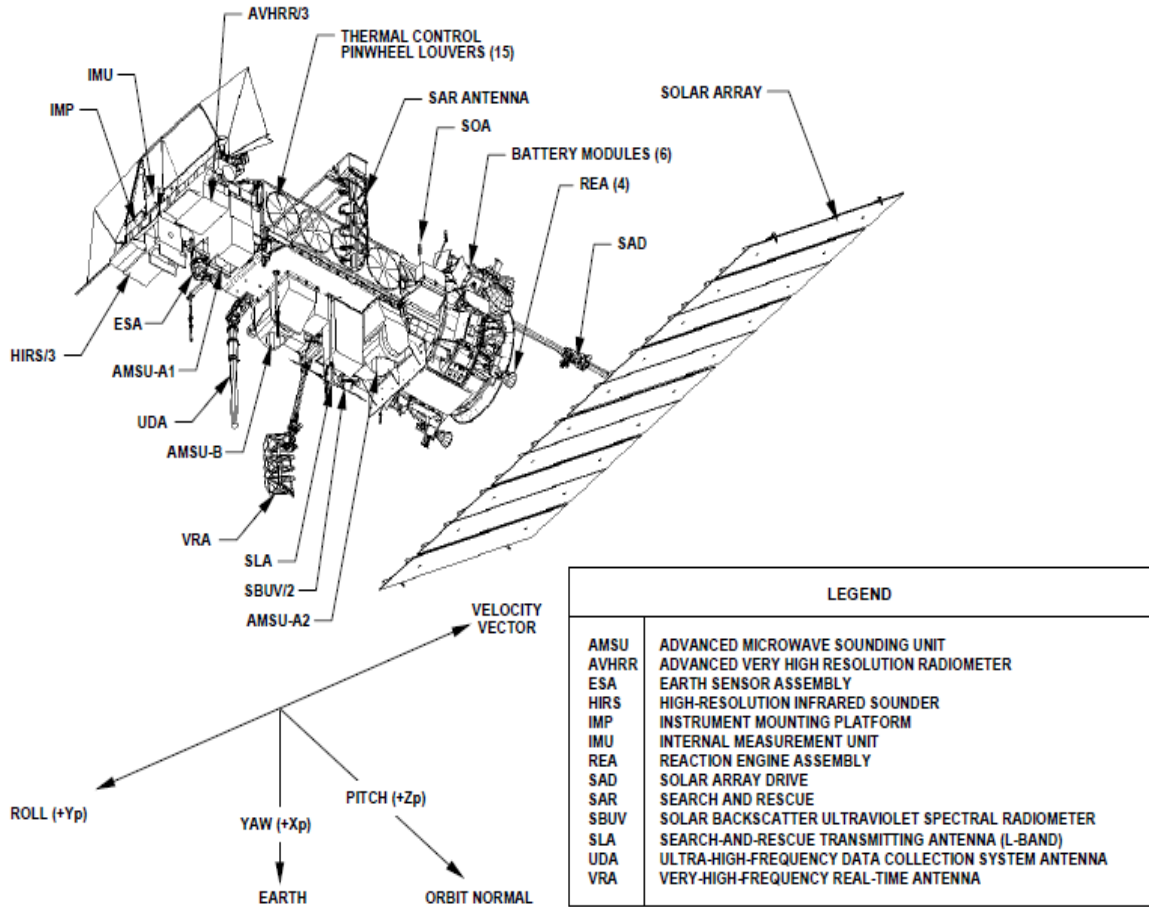 AVHRR/3
THERMAL CONTROL
PINWHEEL LOUVERS (15)
IMU
SOLAR ARRAY
IMP
SAR ANTENNA
SOA
BATTERY MODULES (6)
REA (4)
SAD
ESA
HIRS/3
AMSU-A1
UDA
AMSU-B
VRA
SLA
SBUV/2
AMSU-A2
VELOCITY
VECTOR
ROLL (+Yp)
YAW (+Xp)
PITCH (+Zp)
EARTH
ORBIT NORMAL
LEGEND
AMSU ADVANCED MICROWAVE SOUNDING UNIT
AVHRR ADVANCED VERY HIGH RESOLUTION RADIOMETER
ESA EARTH SENSOR ASSEMBLY
HIRS HIGH-RESOLUTION INFRARED SOUNDER
IMP INSTRUMENT MOUNTING PLATFORM
IMU INTERNAL MEASUREMENT UNIT
REA REACTION ENGINE ASSEMBLY
SAD SOLAR ARRAY DRIVE
SAR SEARCH AND RESCUE
SBUV SOLAR BACKSCATTER ULTRAVIOLET SPECTRAL RADIOMETER
SLA SEARCH-AND-RESCUE TRANSMITTING ANTENNA (L-BAND)
UDA ULTRA-HIGH-FREQUENCY DATA COLLECTION SYSTEM ANTENNA
VRA VERY-HIGH-FREQUENCY REAL-TIME ANTENNA